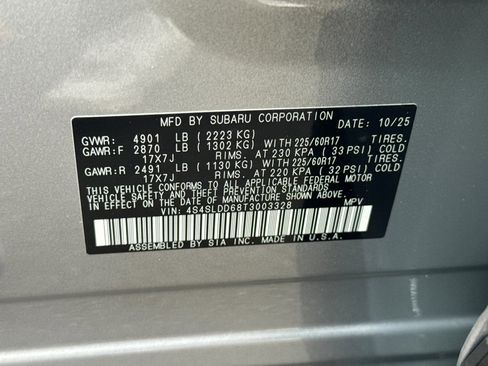 MFD BY SUBARU CORPORATION DATE: 10/25
GVWR: 4901 LB ( 2223 KG)
GAWR:F 2870 LB ( 1302 KG) WITH 225/60R17 TIRES.
17X7J RIMS. AT 230 KPA ( 33 PSI) COLD
GAWR:R 2491 LB ( 1130 KG) WITH 225/60R17 TIRES.
17X7J RIMS. AT 220 KPA ( 32 PSI) COLD
THIS VEHICLE CONFORMS TO ALL APPLICABLE FEDERAL MOTOR
VEHICLE SAFETY AND THEFT PREVENTION STANDARDS IN EFFECT
ON THE DATE OF MANUFACTURE SHOWN ABOVE.
VIN: 4S4SLDD68T3003328 MPV
ASSEMBLED BY SIA INC. MADE IN U.S.A.